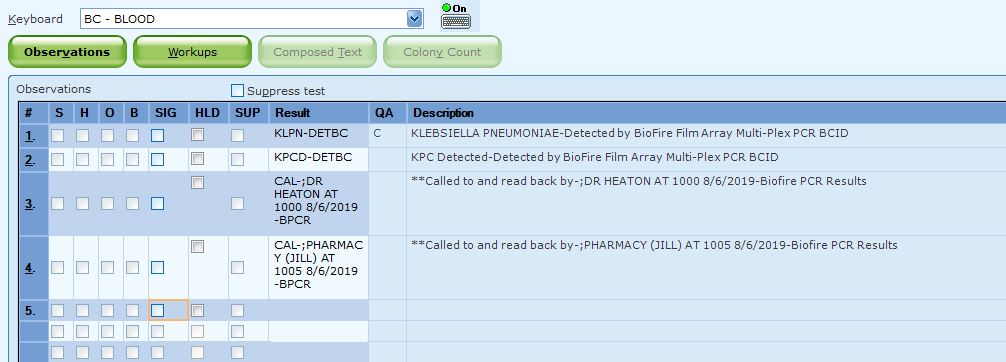 On
Keyboard BC - BLOOD
Observations Workups Composed Text Colony Count
Observations Suppress test
# S H O B SIG HLD SUP Result QA Description
1. KLPN-DETBC C KLEBSIELLA PNEUMONIAE-Detected by BioFire Film Array Multi-Plex PCR BCID
2. KPCD-DETBC KPC Detected-Detected by BioFire Film Array Multi-Plex PCR BCID
CAL-;DR **Called to and read back by-;DR HEATON AT 1000 8/6/2019-Biofire PCR Results
HEATON AT
3. 1000 8/6/2019
-BPCR
CAL-;PHARMAC **Called to and read back by-;PHARMACY (JILL) AT 1005 8/6/2019-Biofire PCR Results
Y (JILL) AT
4. 1005 8/6/2019
-BPCR
5.